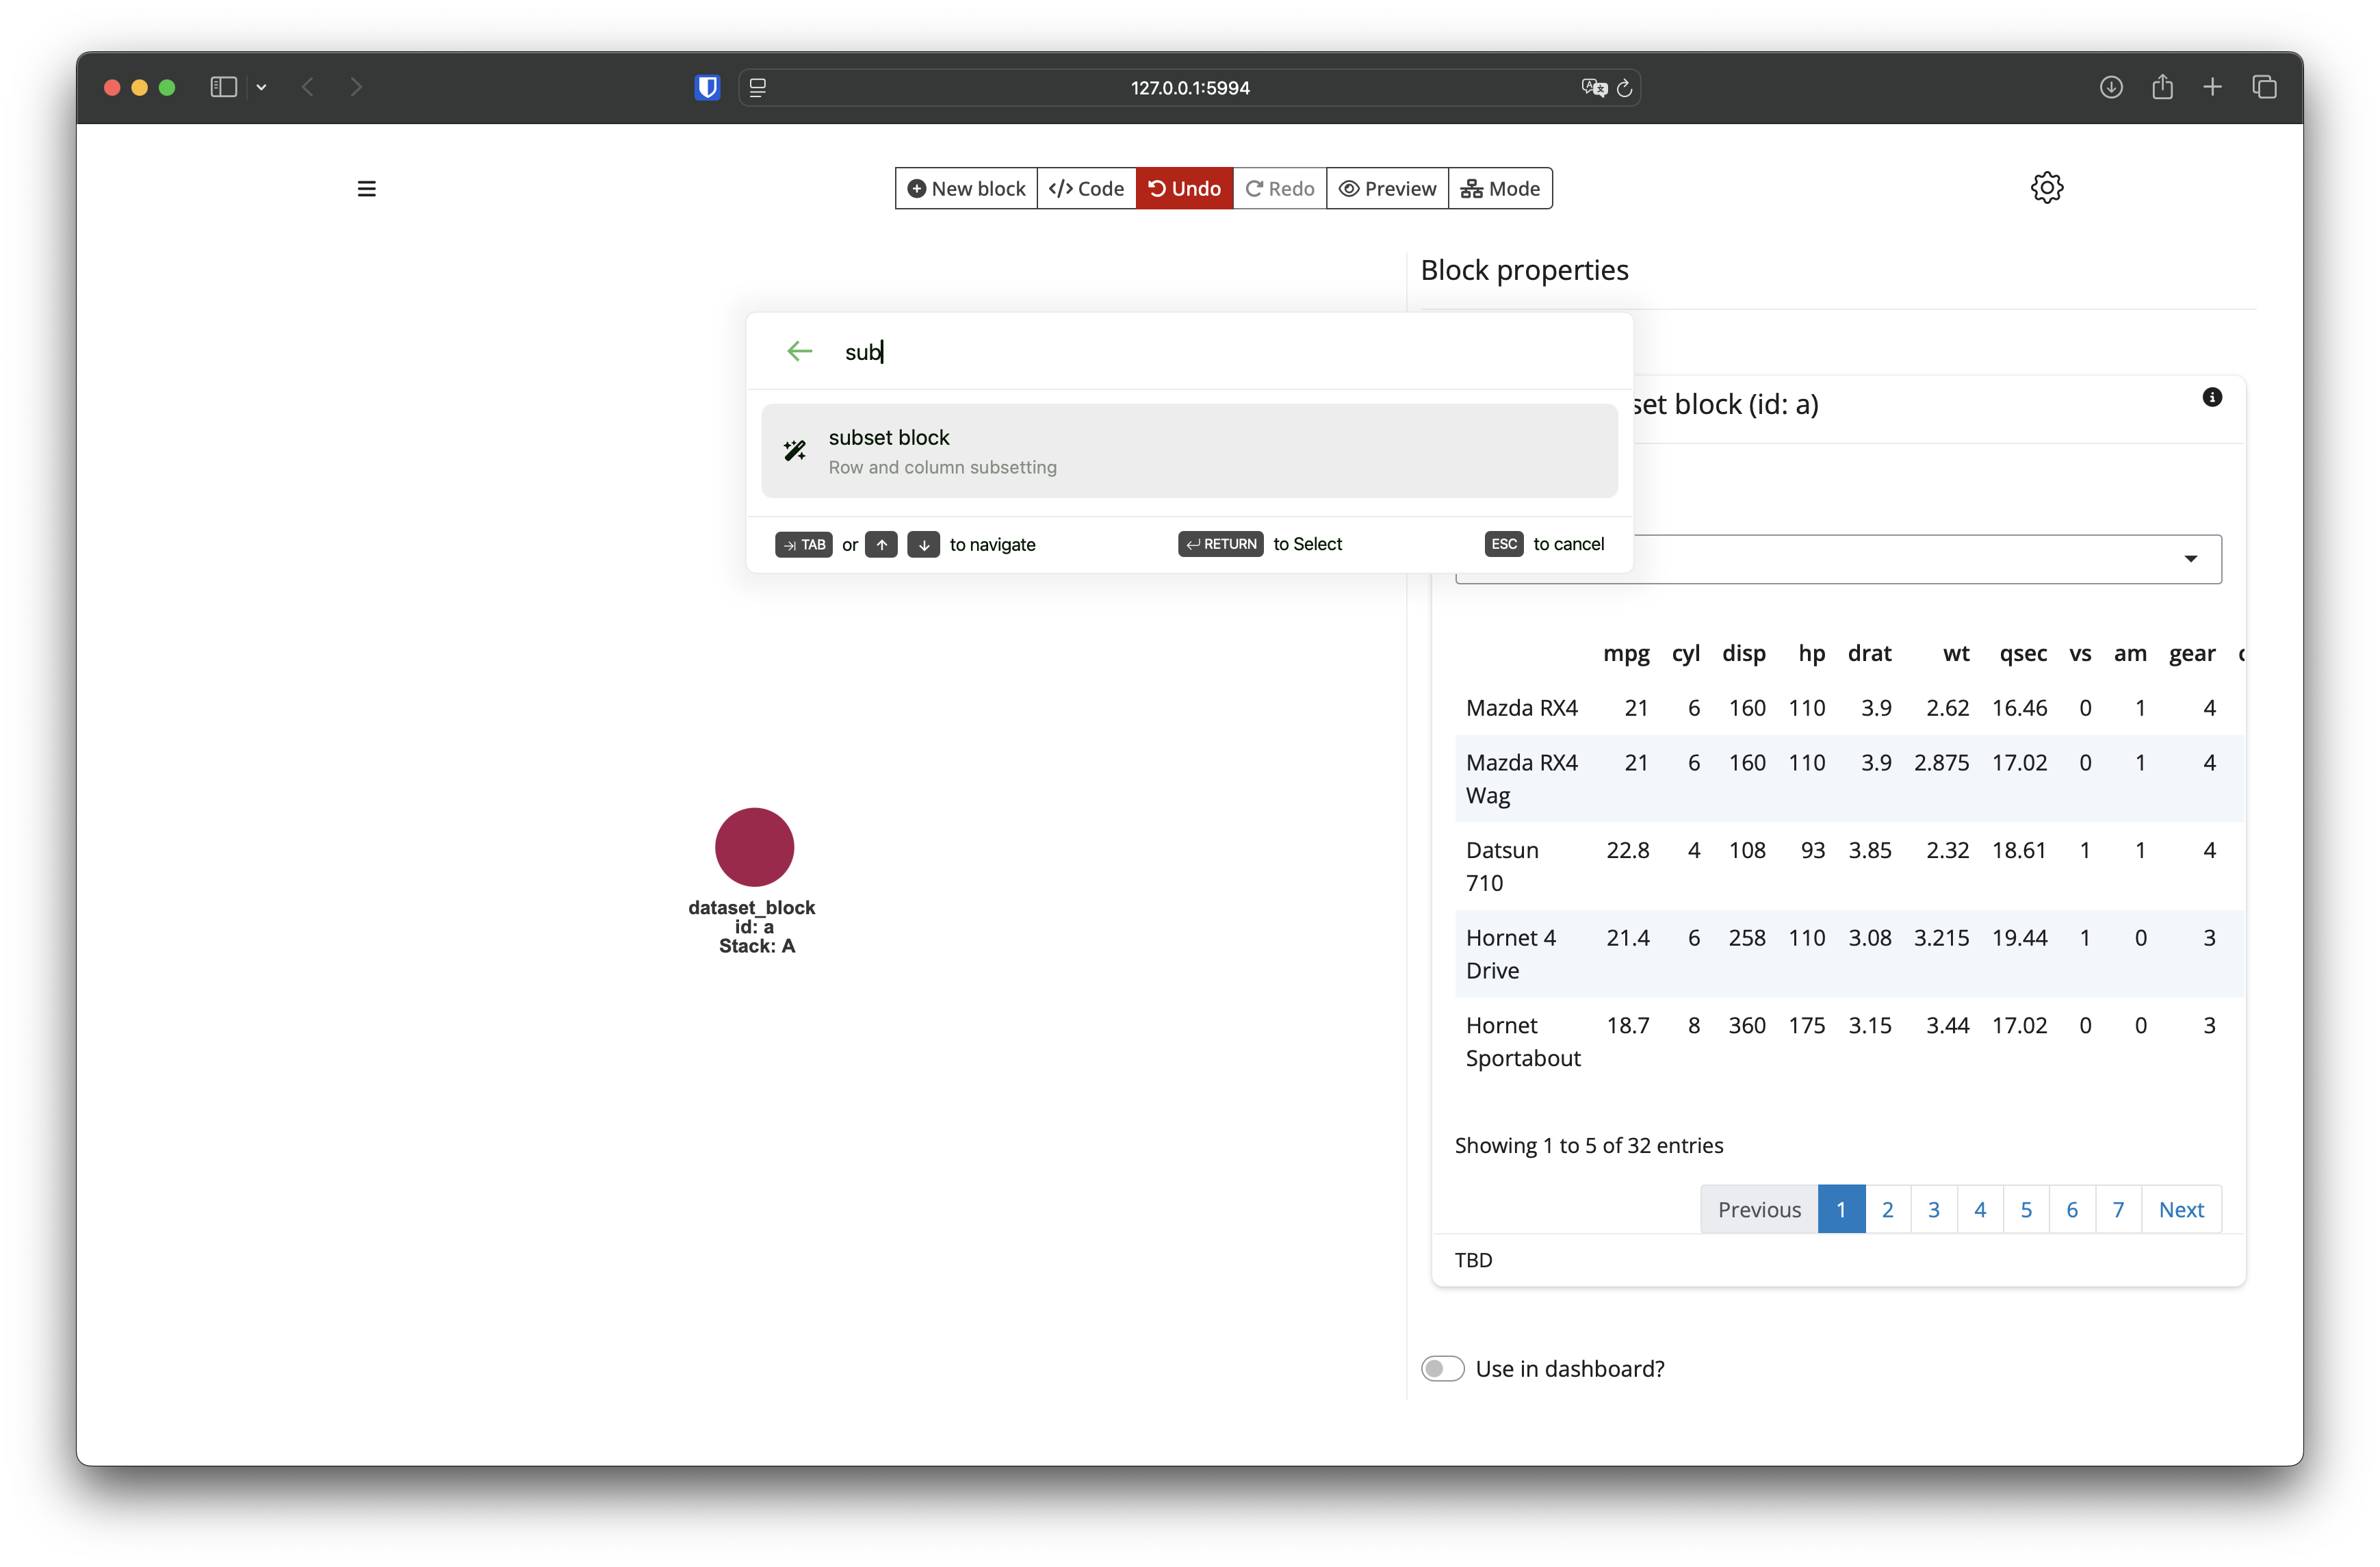 127.0.0.1:5994
New block </> Code Undo Redo Preview Mode
Block properties
sub
set block (id: a)
subset block
Row and column subsetting
TAB or ↑ ↓ to navigate RETURN to Select ESC to cancel
mpg cyl disp hp drat wt qsec vs am gear
Mazda RX4 21 6 160 110 3.9 2.62 16.46 0 1 4
Mazda RX4 21 6 160 110 3.9 2.875 17.02 0 1 4
Wag
Datsun 22.8 4 108 93 3.85 2.32 18.61 1 1 4
710
Hornet 4 21.4 6 258 110 3.08 3.215 19.44 1 0 3
Drive
Hornet 18.7 8 360 175 3.15 3.44 17.02 0 0 3
Sportabout
dataset_block
id: a
Stack: A
Showing 1 to 5 of 32 entries
Previous 1 2 3 4 5 6 7 Next
TBD
Use in dashboard?